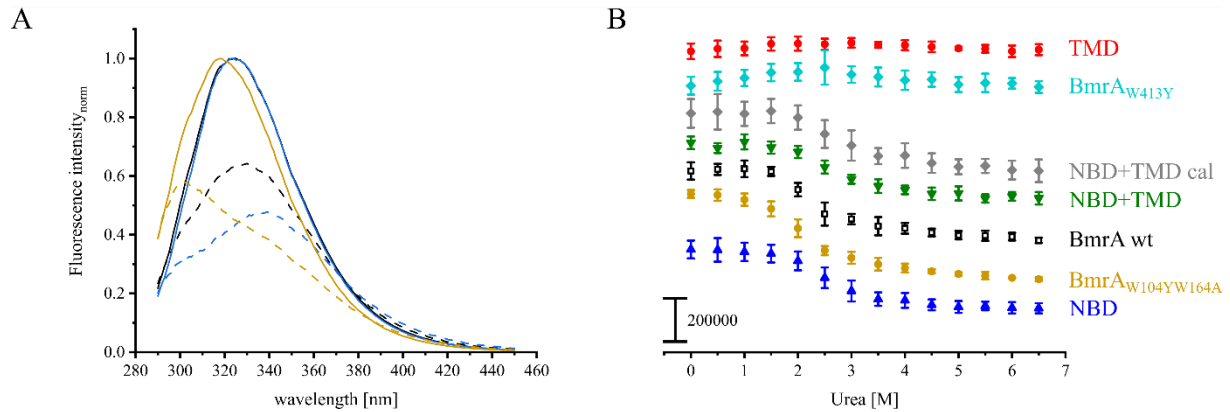 A
Fluorescence intensity_norm
1.0
0.8
0.6
0.4
0.2
0.0
280 300 320 340 360 380 400 420 440 460
wavelength [nm]
B
TMD
BmrA_W413Y
NBD+TMD cal
NBD+TMD
BmrA wt
BmrA_W104YW164A
NBD
200000
0 1 2 3 4 5 6 7
Urea [M]